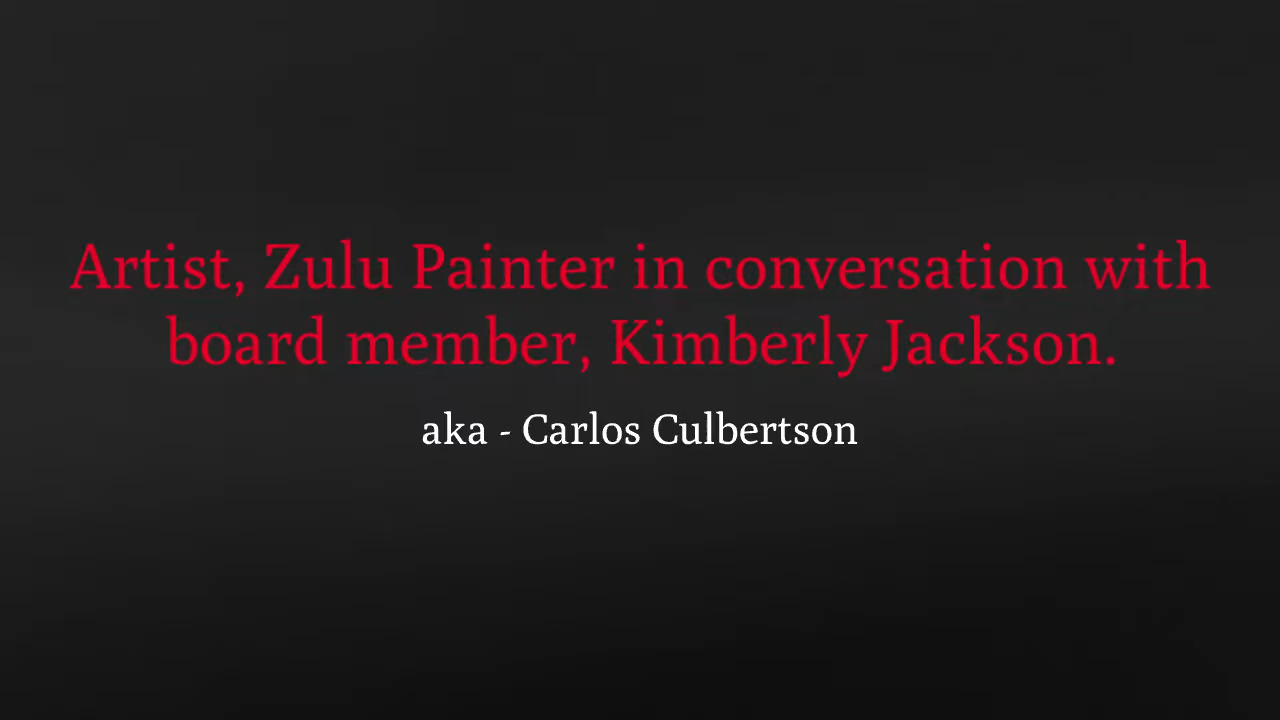 Artist, Zulu Painter in conversation with
board member, Kimberly Jackson.
aka - Carlos Culbertson